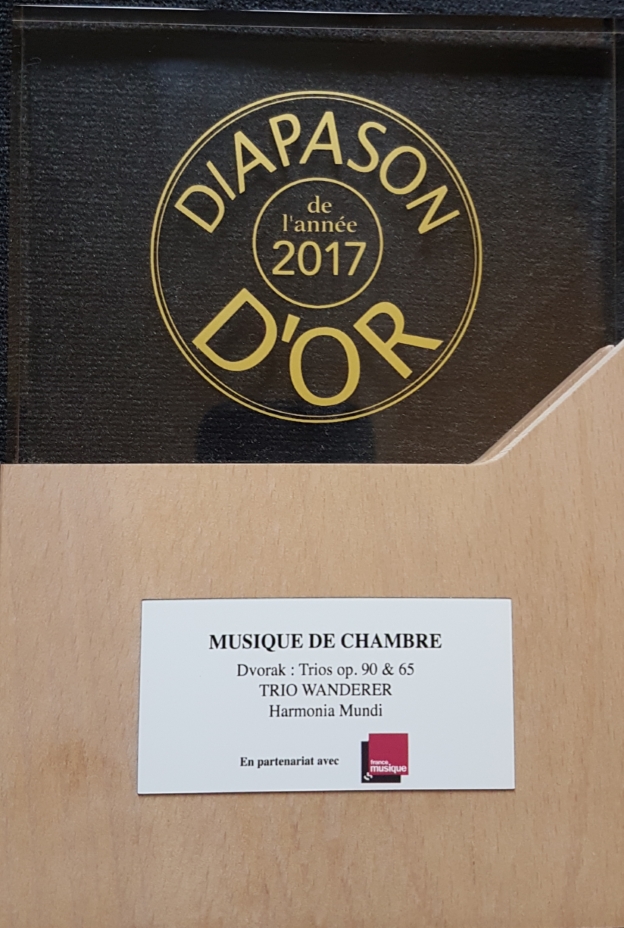 DIAPASON
de
l'année
2017
D'OR
MUSIQUE DE CHAMBRE
Dvorak : Trios op. 90 & 65
TRIO WANDERER
Harmonia Mundi
En partenariat avec
france
musique